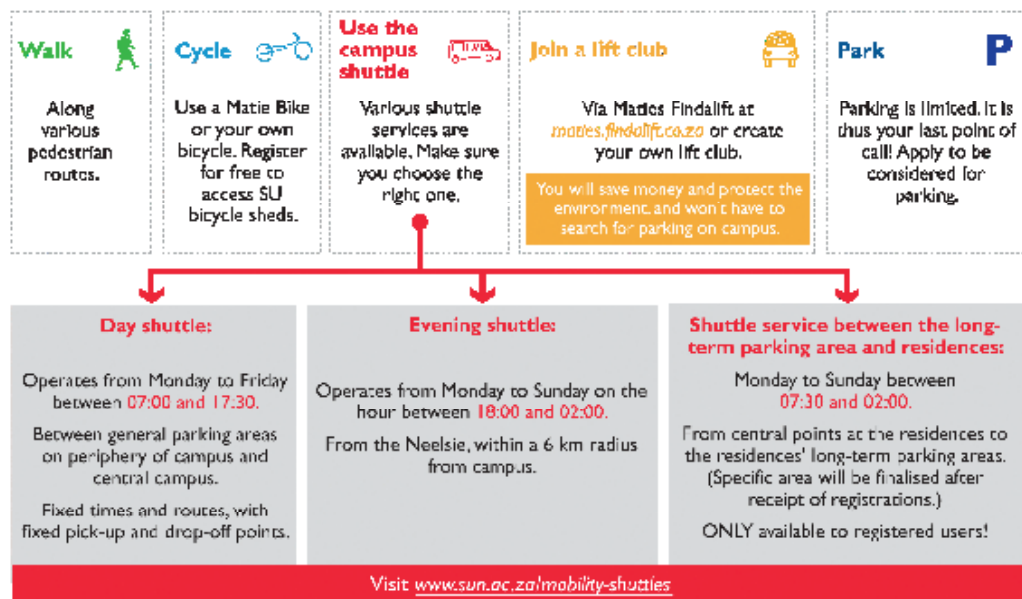 Walk
Along
various
pedestrian
routes.
Cycle
Use a Matie Bike
or your own
bicycle. Register
for free to
access SU
bicycle sheds.
Use the
campus
shuttle
Various shuttle
services are
available. Make sure
you choose the
right one.
Join a lift club
Via Maties Findalift at
maties.findalift.co.za or create
your own lift club.
You will save money and protect the
environment, and won't have to
search for parking on campus.
Park
P
Parking is limited. It is
thus your last point of
call! Apply to be
considered for
parking.
Day shuttle:
Operates from Monday to Friday
between 07:00 and 17:30.
Between general parking areas
on periphery of campus and
central campus.
Fixed times and routes, with
fixed pick-up and drop-off points.
Evening shuttle:
Operates from Monday to Sunday on the
hour between 18:00 and 02:00.
From the Neelsie, within a 6 km radius
from campus.
Shuttle service between the long-
term parking area and residences:
Monday to Sunday between
07:30 and 02:00.
From central points at the residences to
the residences' long-term parking areas.
(Specific area will be finalised after
receipt of registrations.)
ONLY available to registered users!
Visit www.sun.ac.za/mobility-shuttles